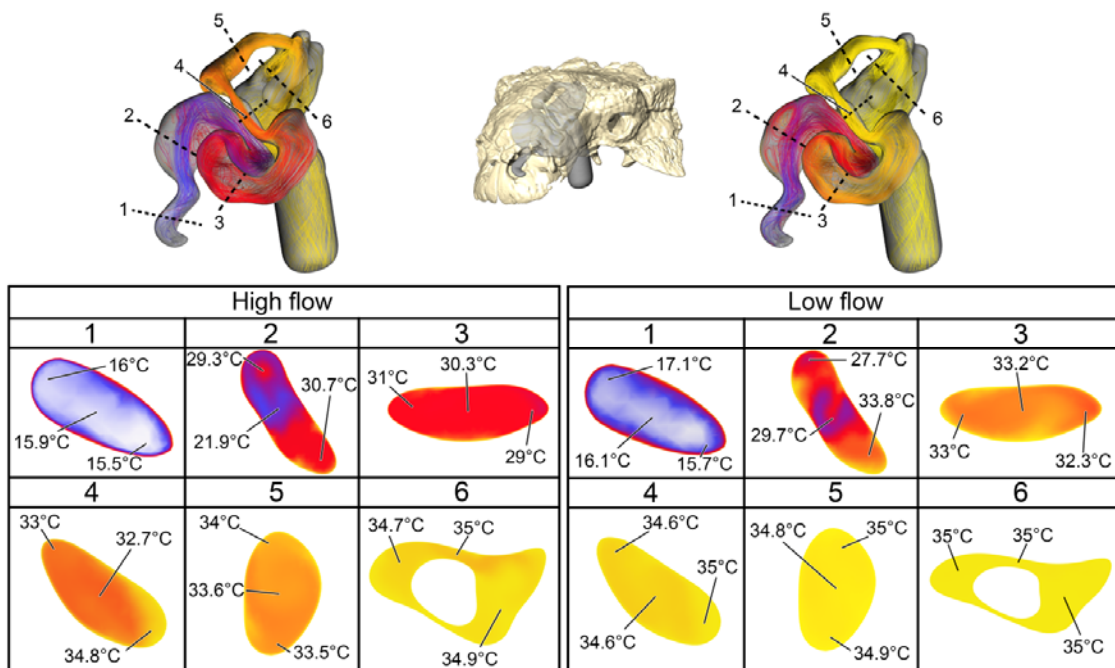 5
4
2
6
1
3
5
4
2
6
1
3
High flow
Low flow
1 2 3
1 2 3
16°C
15.9°C
15.5°C
29.3°C
30.7°C
21.9°C
30.3°C
31°C
29°C
17.1°C
16.1°C
15.7°C
27.7°C
33.8°C
29.7°C
33.2°C
33°C
32.3°C
4 5 6
4 5 6
33°C
32.7°C
34.8°C
34°C
33.6°C
33.5°C
34.7°C 35°C
34.9°C
34.6°C
35°C
34.6°C
34.8°C 35°C
34.9°C
35°C 35°C
35°C